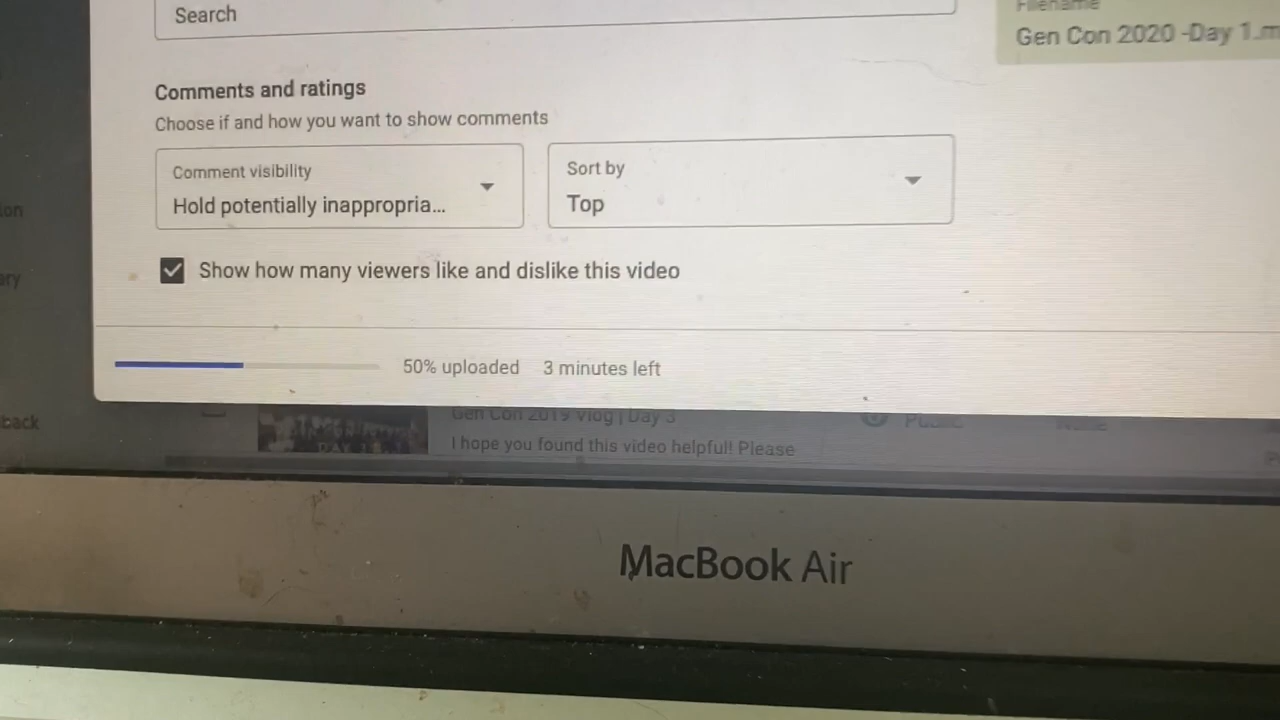 Search
Filename
Gen Con 2020 -Day 1.m
Comments and ratings
Choose if and how you want to show comments
Comment visibility
Hold potentially inappropria...
Sort by
Top
Show how many viewers like and dislike this video
50% uploaded 3 minutes left
back
Gen Con 2019 Vlog | Day 3
Public
I hope you found this video helpful! Please
MacBook Air